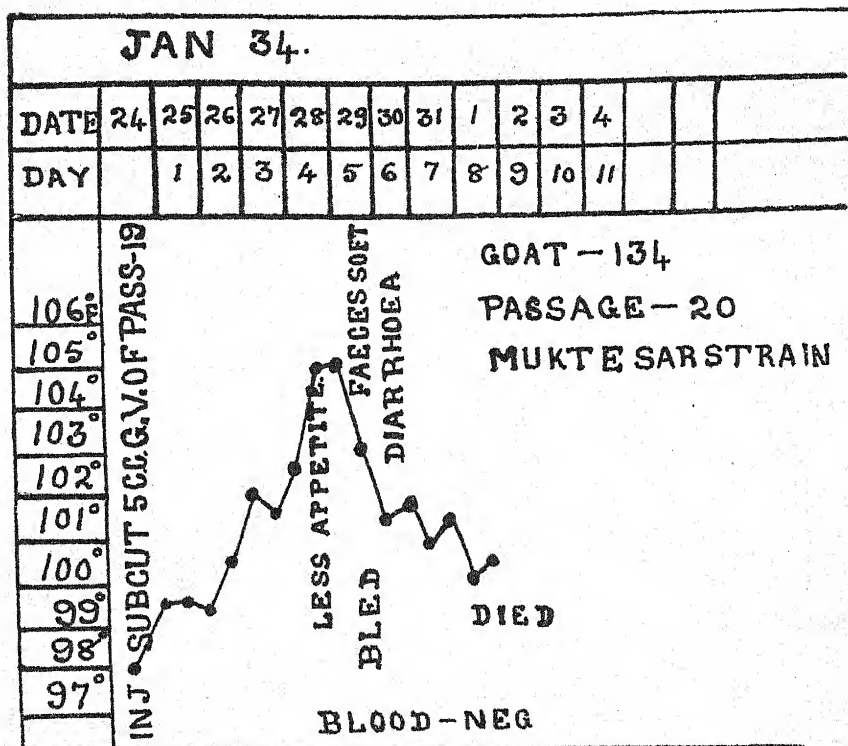 JAN 34.
DATE 24 25 26 27 28 29 30 31 1 2 3 4
DAY 1 2 3 4 5 6 7 8 9 10 11
106°F
105°
104°
103°
102°
101°
100°
99°
98°
97°
INJ SUBCUT 5 C.C. G.V. OF PASS-19
LESS APPETITE.
FAECES SOFT
DIARRHOEA
BLED
GOAT - 134
PASSAGE - 20
MUKTESAR STRAIN
DIED
BLOOD - NEG